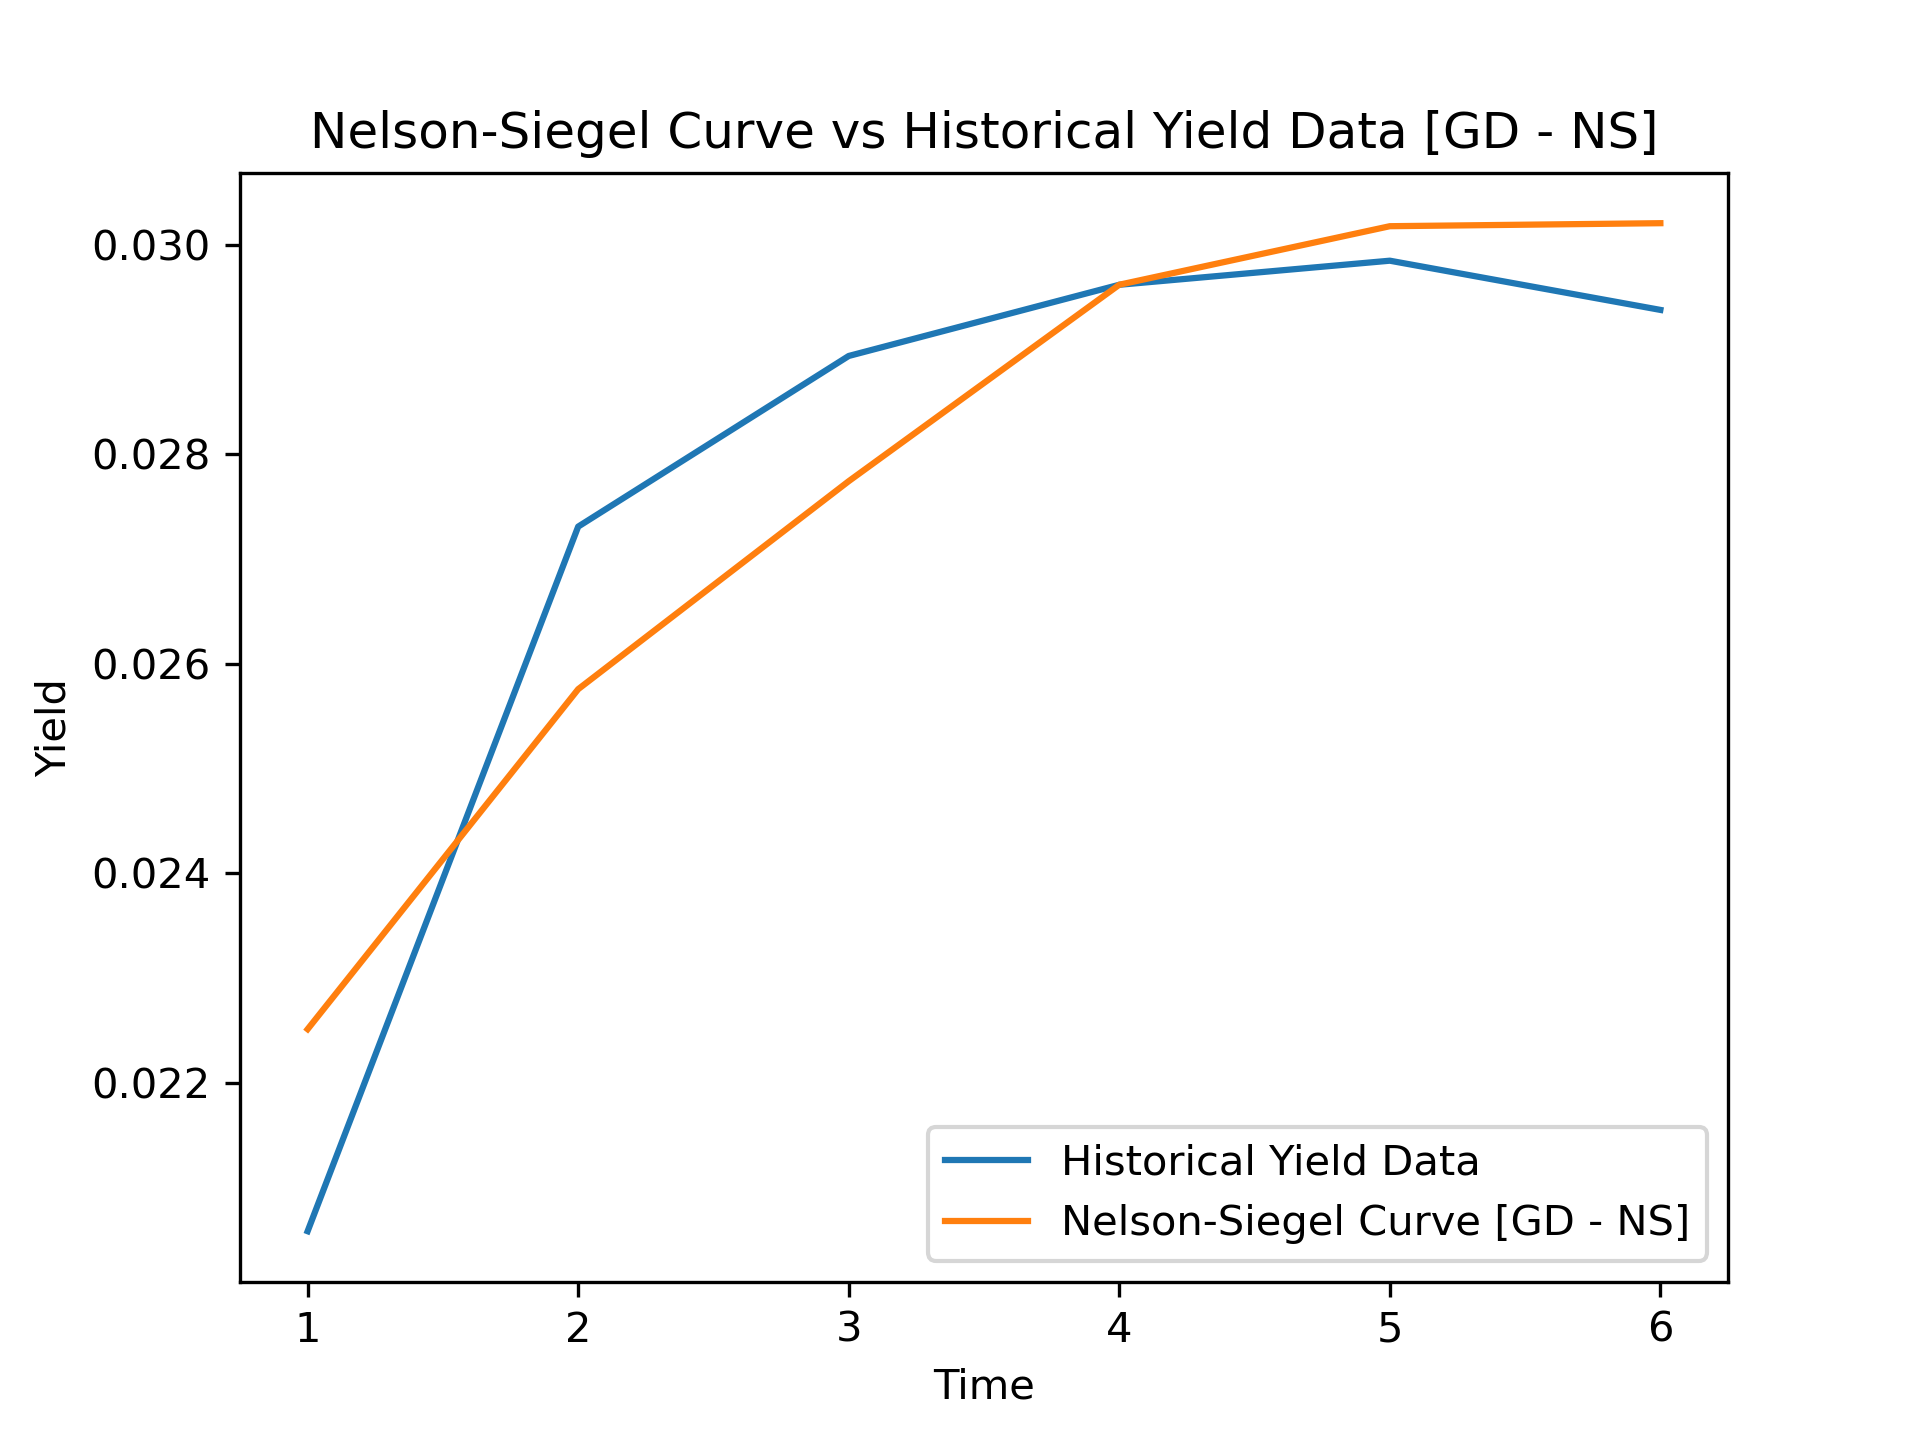 Nelson-Siegel Curve vs Historical Yield Data [GD - NS]
0.030
0.028
0.026
0.024
0.022
Yield
Historical Yield Data
Nelson-Siegel Curve [GD - NS]
1 2 3 4 5 6
Time